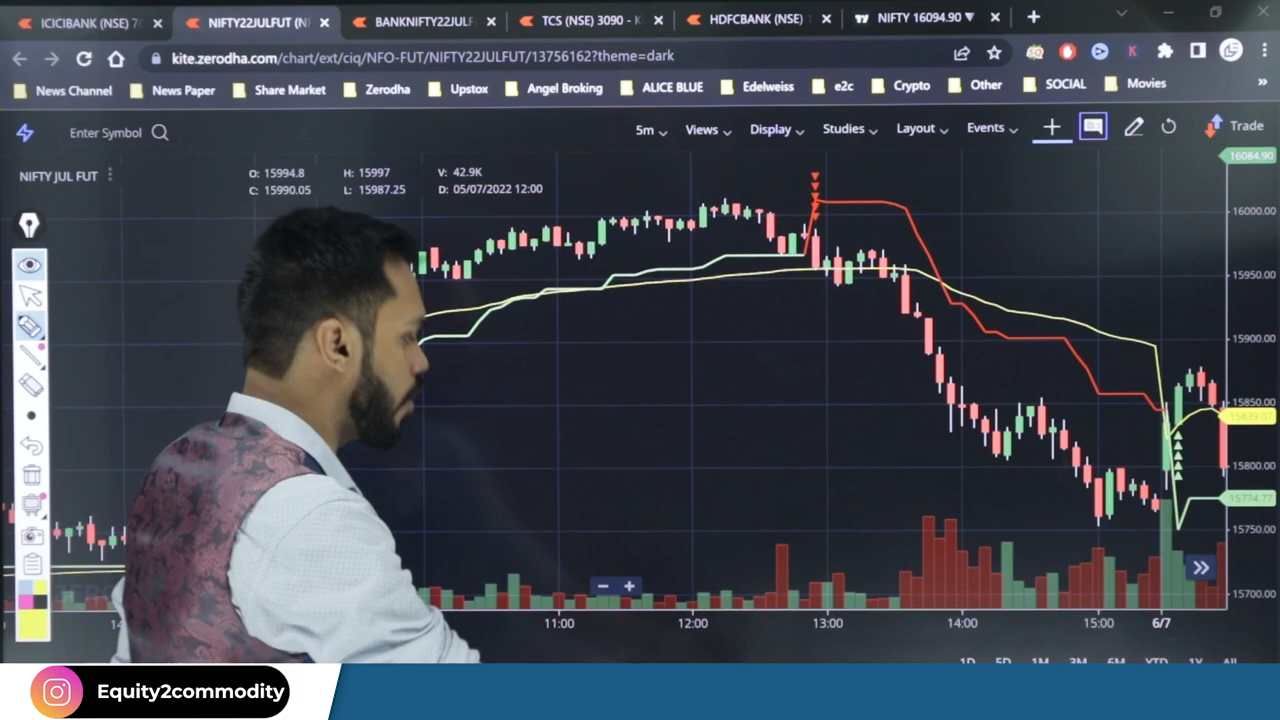 ICICIBANK (NSE) 7
NIFTY22JULFUT (N
BANKNIFTY22JULF
TCS (NSE) 3090 - K
HDFCBANK (NSE)
NIFTY 16094.90 ▼
kite.zerodha.com/chart/ext/ciq/NFO-FUT/NIFTY22JULFUT/13756162?theme=dark
News Channel
News Paper
Share Market
Zerodha
Upstox
Angel Broking
ALICE BLUE
Edelweiss
e2c
Crypto
Other
SOCIAL
Movies
Enter Symbol
5m
Views
Display
Studies
Layout
Events
Trade
NIFTY JUL FUT
O: 15994.8 H: 15997 V: 42.9K
C: 15990.05 L: 15987.25 D: 05/07/2022 12:00
16084.90
16000.00
15950.00
15900.00
15850.00
15839.07
15800.00
15774.77
15750.00
15700.00
11:00
12:00
13:00
14:00
15:00
6/7
1D 5D 1M 3M 6M YTD 1Y All
Equity2commodity